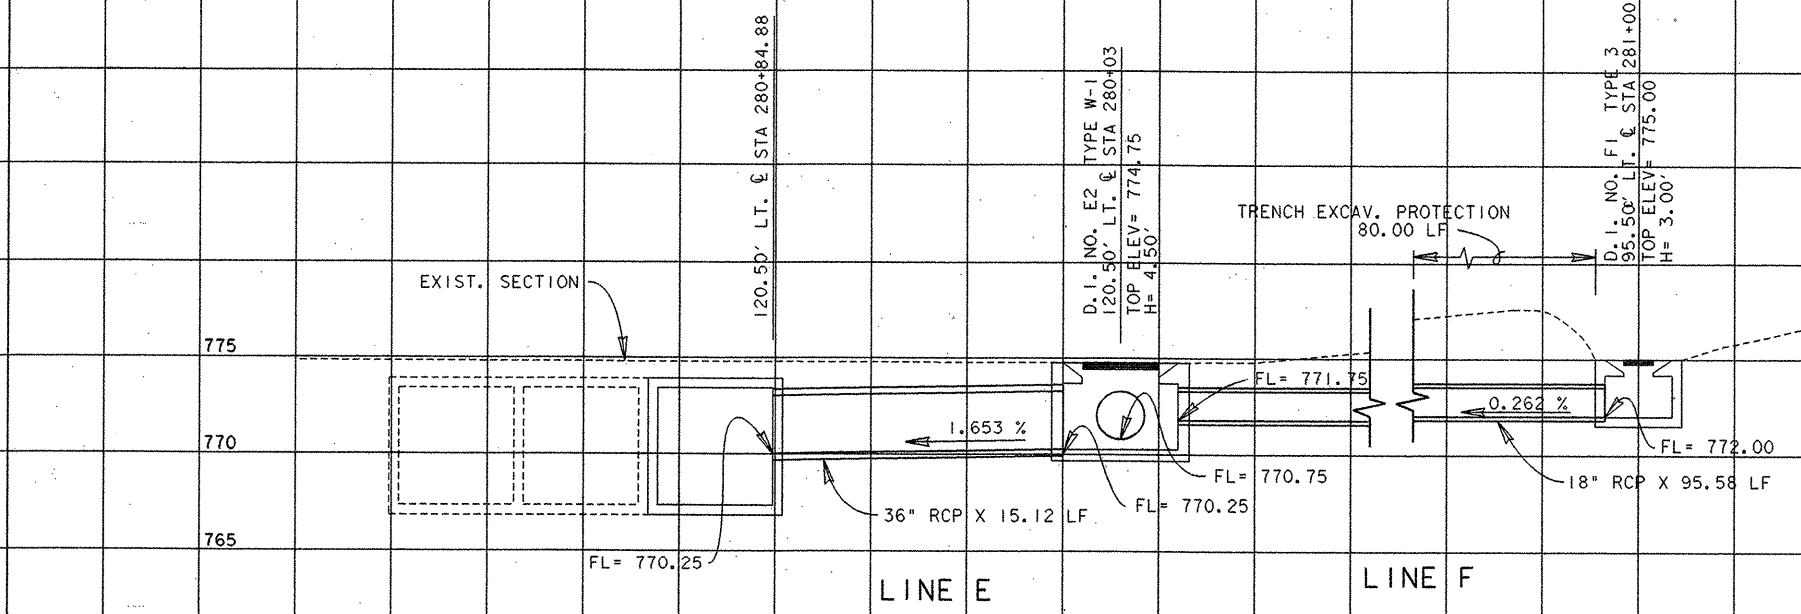 120.50' LT. ℄ STA 280+84.88
D.I. NO. E2 TYPE W-1
120.50' LT. ℄ STA 280+03
TOP ELEV= 774.75
H= 4.50'
D.I. NO. F1 TYPE 3
95.50' LT. ℄ STA 281+00
TOP ELEV= 775.00
H= 3.00'
TRENCH EXCAV. PROTECTION
80.00 LF
EXIST. SECTION
775
FL= 771.75
0.262 %
1.653 %
770
FL= 772.00
FL= 770.75
18" RCP X 95.58 LF
FL= 770.25
36" RCP X 15.12 LF
765
FL= 770.25
LINE E
LINE F